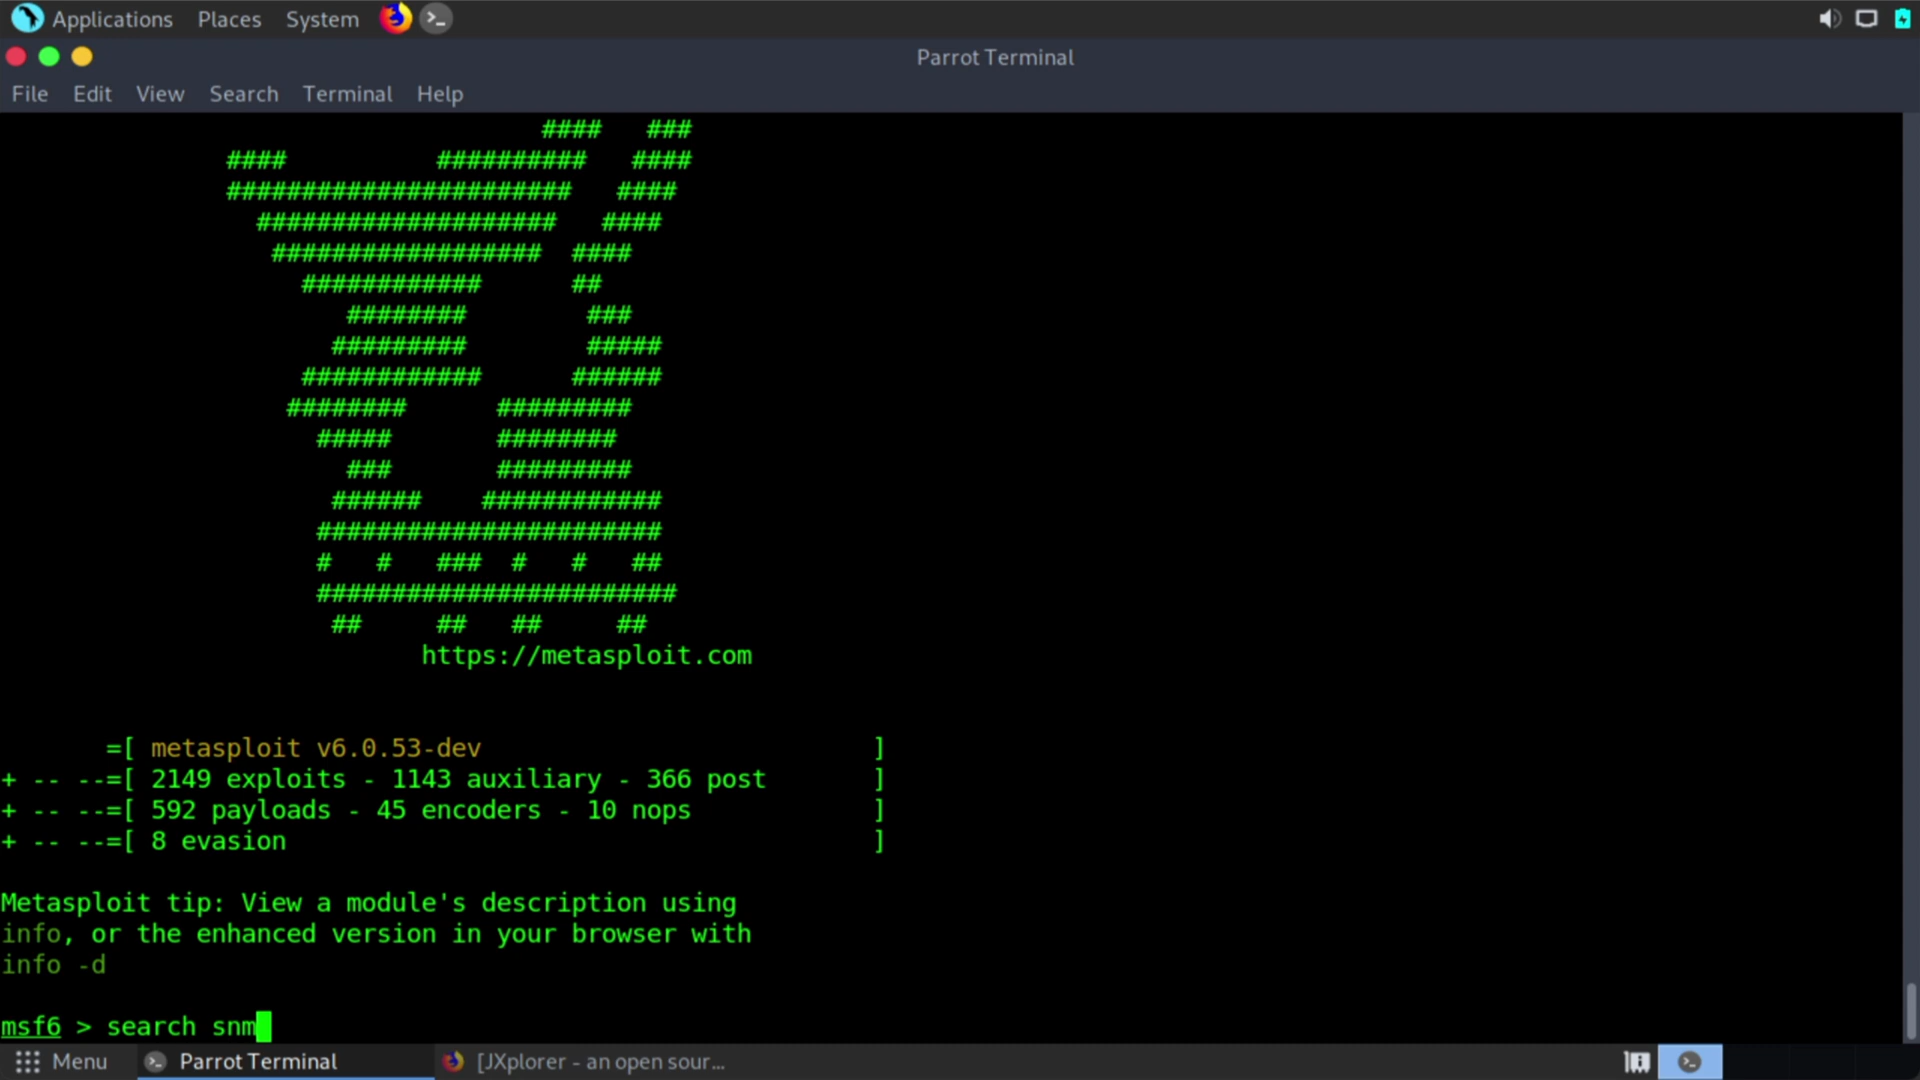 Applications Places System
Parrot Terminal
File Edit View Search Terminal Help
                                    ####   ###
               ####          ##########   ####
               #######################   ####
                 ####################   ####
                  ##################  ####
                    ############      ##
                       ########        ###
                      #########        #####
                    ############      ######
                   ########      #########
                     #####       ########
                       ###       #########
                      ######    ############
                     #######################
                     #   #   ###  #   #   ##
                     ########################
                      ##     ##   ##     ##
                            https://metasploit.com
       =[ metasploit v6.0.53-dev                          ]
+ -- --=[ 2149 exploits - 1143 auxiliary - 366 post       ]
+ -- --=[ 592 payloads - 45 encoders - 10 nops            ]
+ -- --=[ 8 evasion                                       ]
Metasploit tip: View a module's description using
info, or the enhanced version in your browser with
info -d
msf6 > search snm
Menu Parrot Terminal [JXplorer - an open sour...